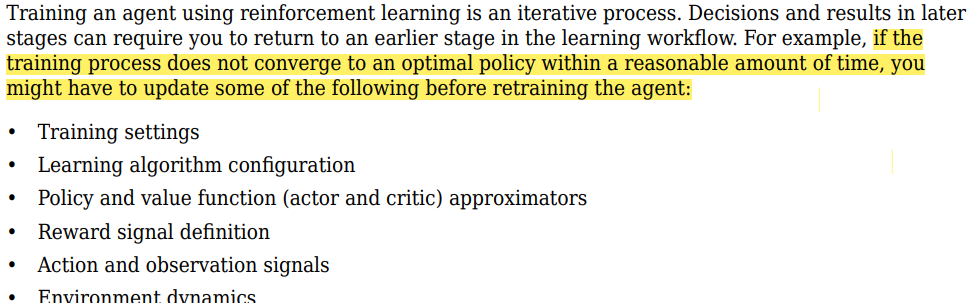 Training an agent using reinforcement learning is an iterative process. Decisions and results in later
stages can require you to return to an earlier stage in the learning workflow. For example, if the
training process does not converge to an optimal policy within a reasonable amount of time, you
might have to update some of the following before retraining the agent:
• Training settings
• Learning algorithm configuration
• Policy and value function (actor and critic) approximators
• Reward signal definition
• Action and observation signals
• Environment dynamics